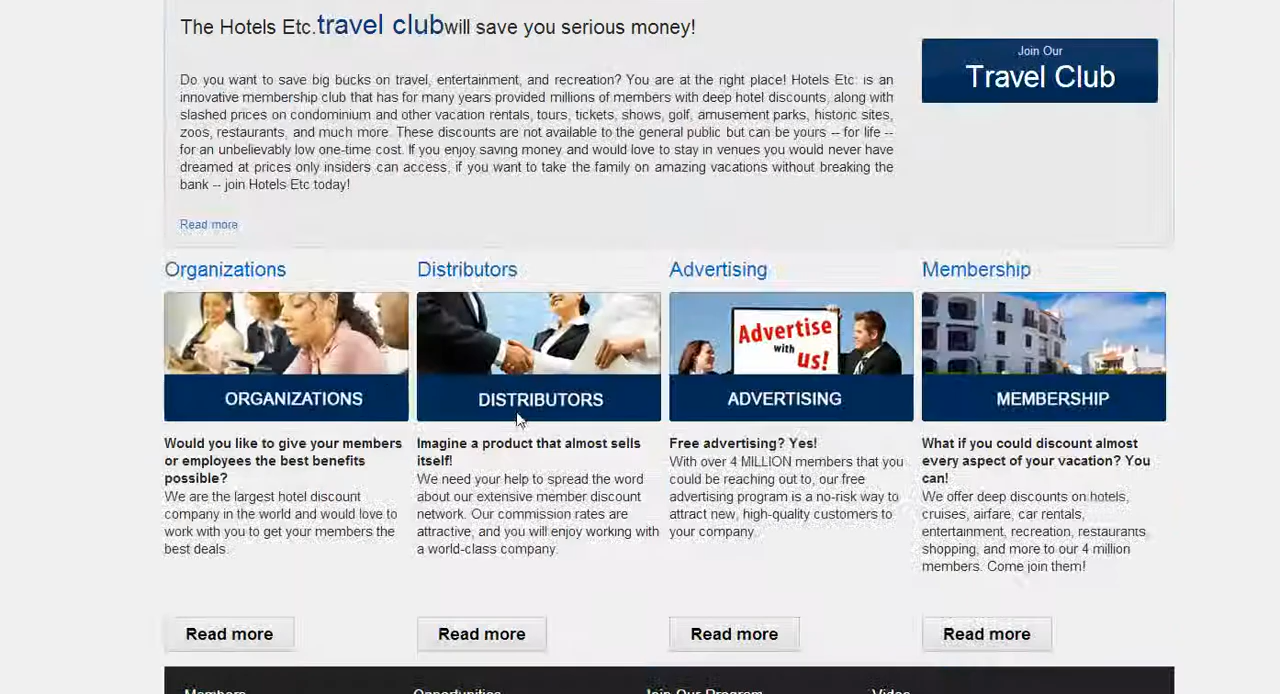 The Hotels Etc.travel clubwill save you serious money!
Join Our
Travel Club
Do you want to save big bucks on travel, entertainment, and recreation? You are at the right place! Hotels Etc. is an
innovative membership club that has for many years provided millions of members with deep hotel discounts, along with
slashed prices on condominium and other vacation rentals, tours, tickets, shows, golf, amusement parks, historic sites,
zoos, restaurants, and much more. These discounts are not available to the general public but can be yours -- for life --
for an unbelievably low one-time cost. If you enjoy saving money and would love to stay in venues you would never have
dreamed at prices only insiders can access, if you want to take the family on amazing vacations without breaking the
bank -- join Hotels Etc today!
Read more
Organizations
ORGANIZATIONS
Would you like to give your members
or employees the best benefits
possible?
We are the largest hotel discount
company in the world and would love to
work with you to get your members the
best deals.
Read more
Distributors
DISTRIBUTORS
Imagine a product that almost sells
itself!
We need your help to spread the word
about our extensive member discount
network. Our commission rates are
attractive, and you will enjoy working with
a world-class company.
Read more
Advertising
Advertise
with
us!
ADVERTISING
Free advertising? Yes!
With over 4 MILLION members that you
could be reaching out to, our free
advertising program is a no-risk way to
attract new, high-quality customers to
your company.
Read more
Membership
MEMBERSHIP
What if you could discount almost
every aspect of your vacation? You
can!
We offer deep discounts on hotels,
cruises, airfare, car rentals,
entertainment, recreation, restaurants
shopping, and more to our 4 million
members. Come join them!
Read more
Members
Opportunities
Join Our Program
Video